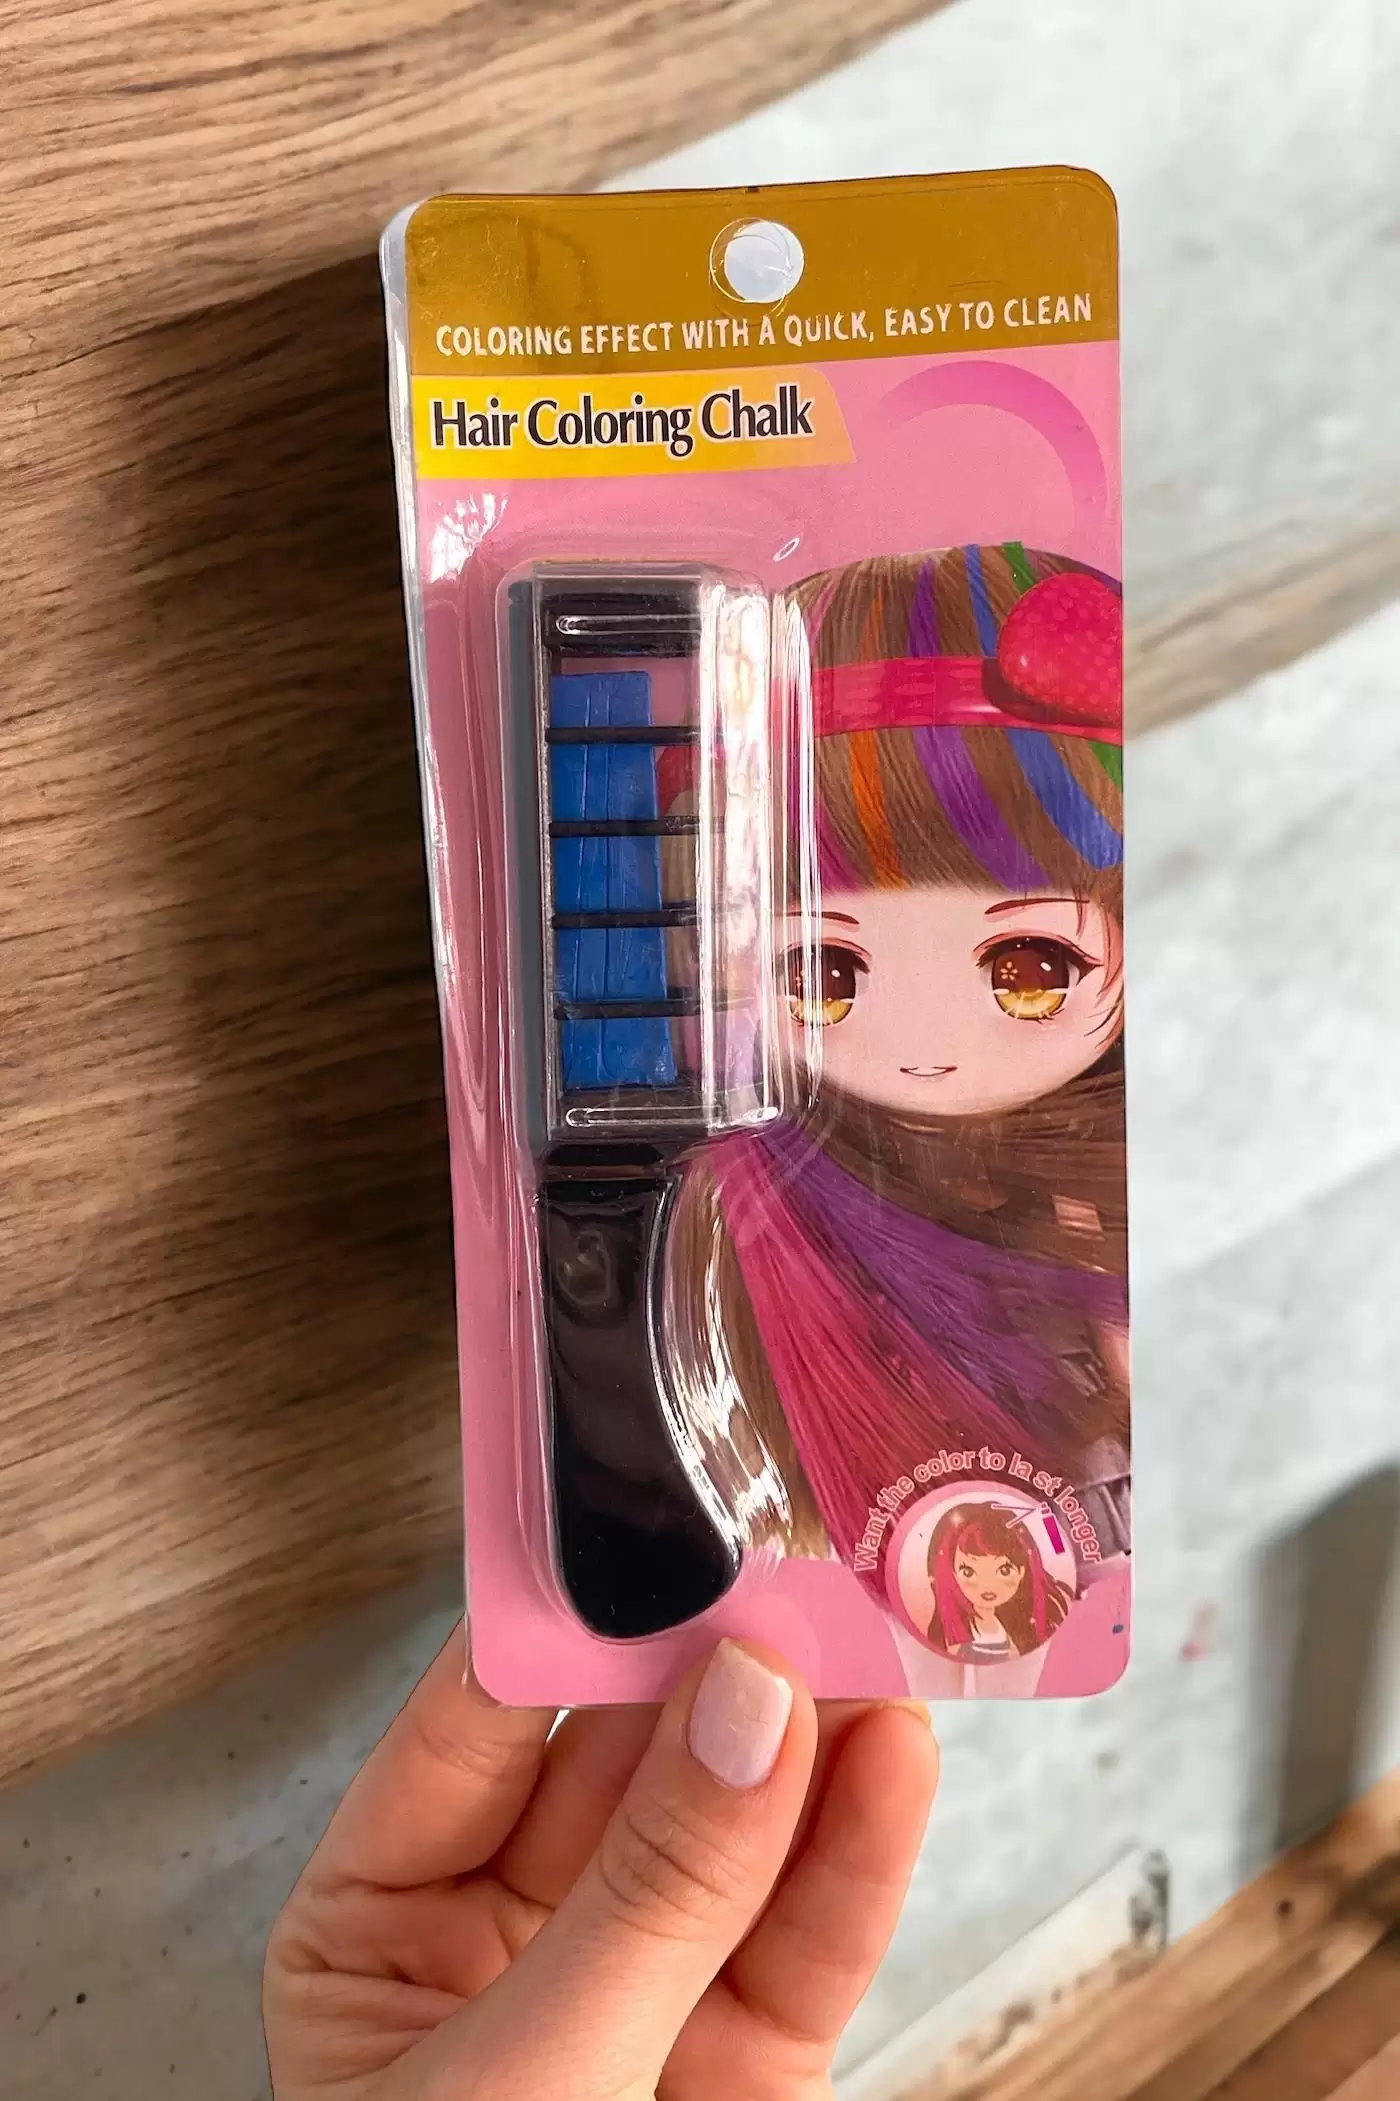 COLORING EFFECT WITH A QUICK, EASY TO CLEAN
Hair Coloring Chalk
Want the color to la st longer